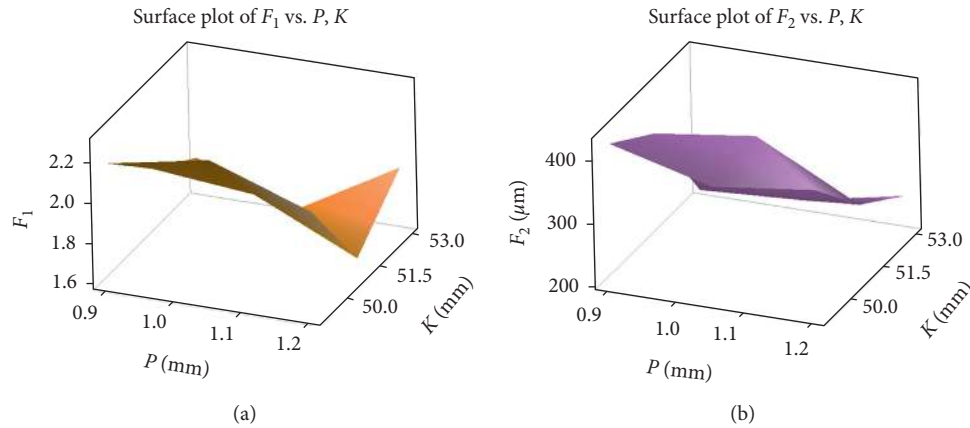 Surface plot of F₁ vs. P, K
2.2
2.0
1.8
1.6
F₁
0.9
1.0
1.1
1.2
P (mm)
50.0
51.5
53.0
K (mm)
(a)
Surface plot of F₂ vs. P, K
400
300
200
F₂ (μm)
0.9
1.0
1.1
1.2
P (mm)
50.0
51.5
53.0
K (mm)
(b)